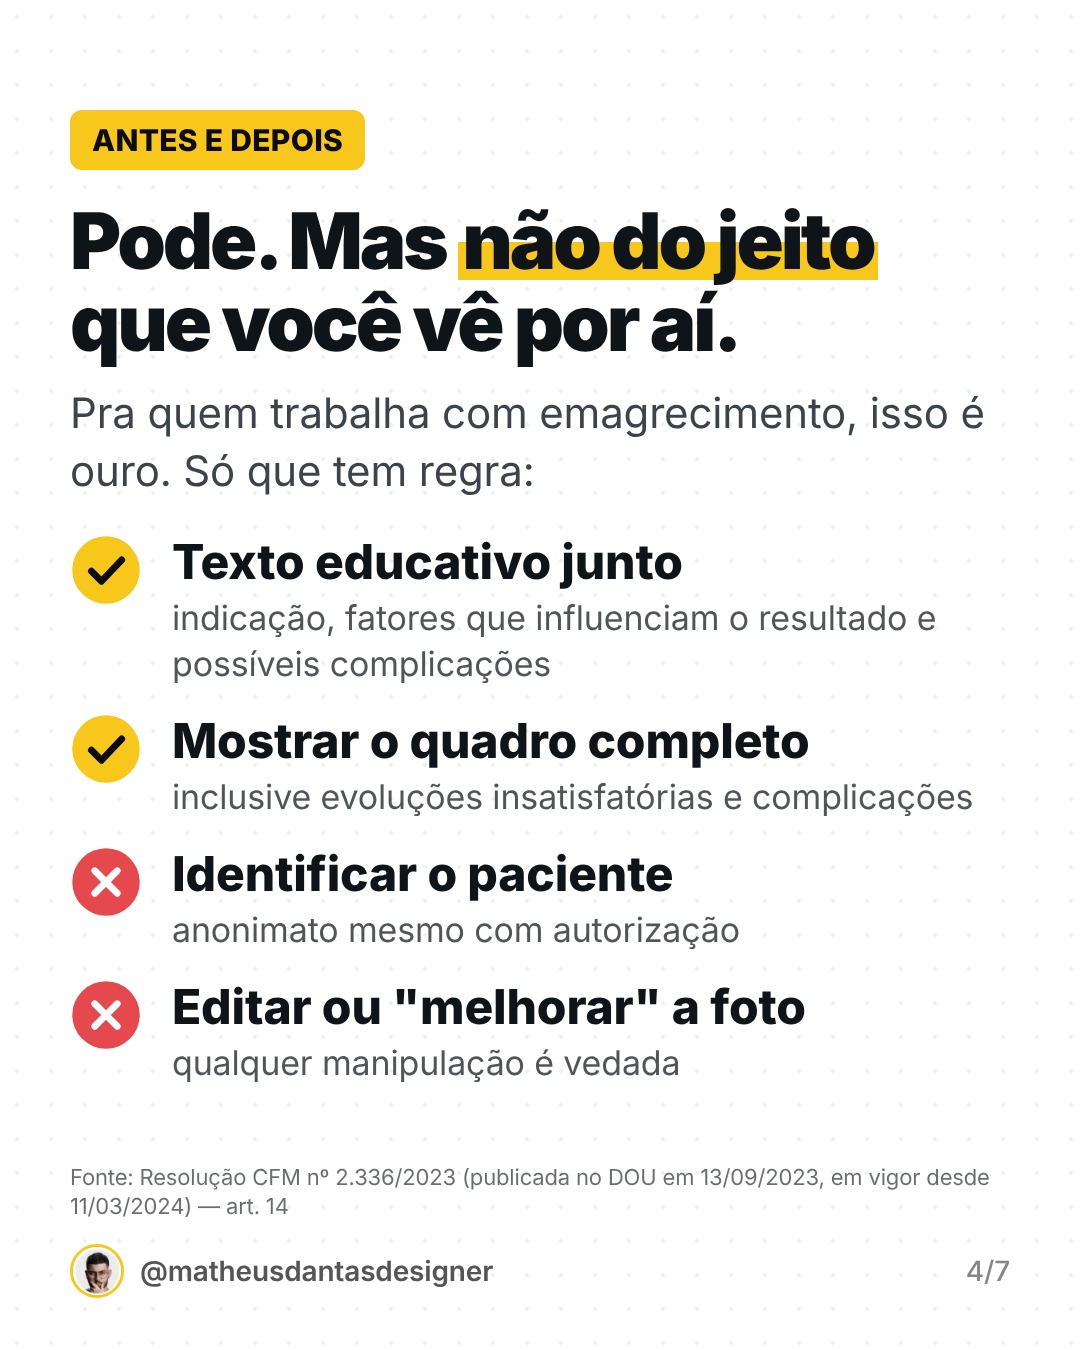 ANTES E DEPOIS
Pode. Mas não do jeito
que você vê por aí.
Pra quem trabalha com emagrecimento, isso é
ouro. Só que tem regra:
Texto educativo junto
indicação, fatores que influenciam o resultado e
possíveis complicações
Mostrar o quadro completo
inclusive evoluções insatisfatórias e complicações
Identificar o paciente
anonimato mesmo com autorização
Editar ou "melhorar" a foto
qualquer manipulação é vedada
Fonte: Resolução CFM nº 2.336/2023 (publicada no DOU em 13/09/2023, em vigor desde
11/03/2024) — art. 14
@matheusdantasdesigner
4/7